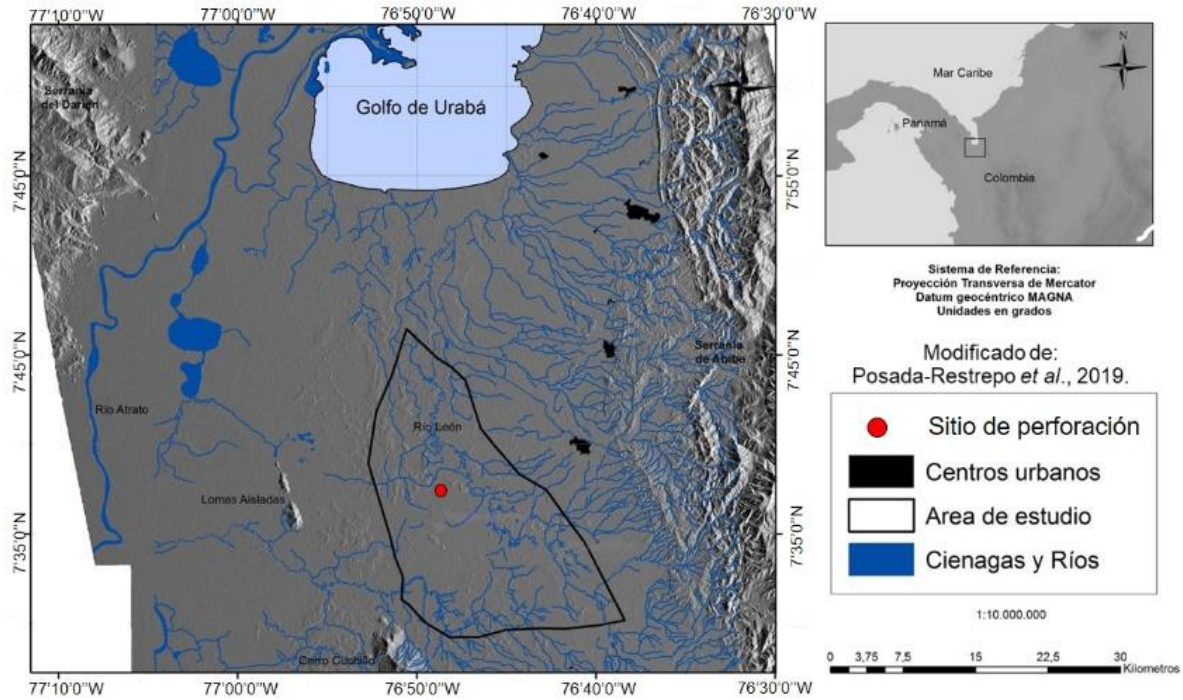 77°10'0"W 77°00'0"W 76°50'0"W 76°40'0"W 76°30'0"W
Serranía
del Darién
Golfo de Urabá
7°45'0"N
7°55'0"N
7°45'0"N
7°45'0"N
Serranía
de Abibe
Río Atrato
Río León
Lomas Aisladas
7°35'0"N
7°35'0"N
Cerro Cuchillo
77°10'0"W 77°00'0"W 76°50'0"W 76°40'0"W 76°30'0"W
N
Mar Caribe
Panamá
Colombia
Sistema de Referencia:
Proyección Transversa de Mercator
Datum geocéntrico MAGNA
Unidades en grados
Modificado de:
Posada-Restrepo et al., 2019.
Sitio de perforación
Centros urbanos
Area de estudio
Cienagas y Ríos
1:10.000.000
0 3,75 7,5 15 22,5 30
Kilometros